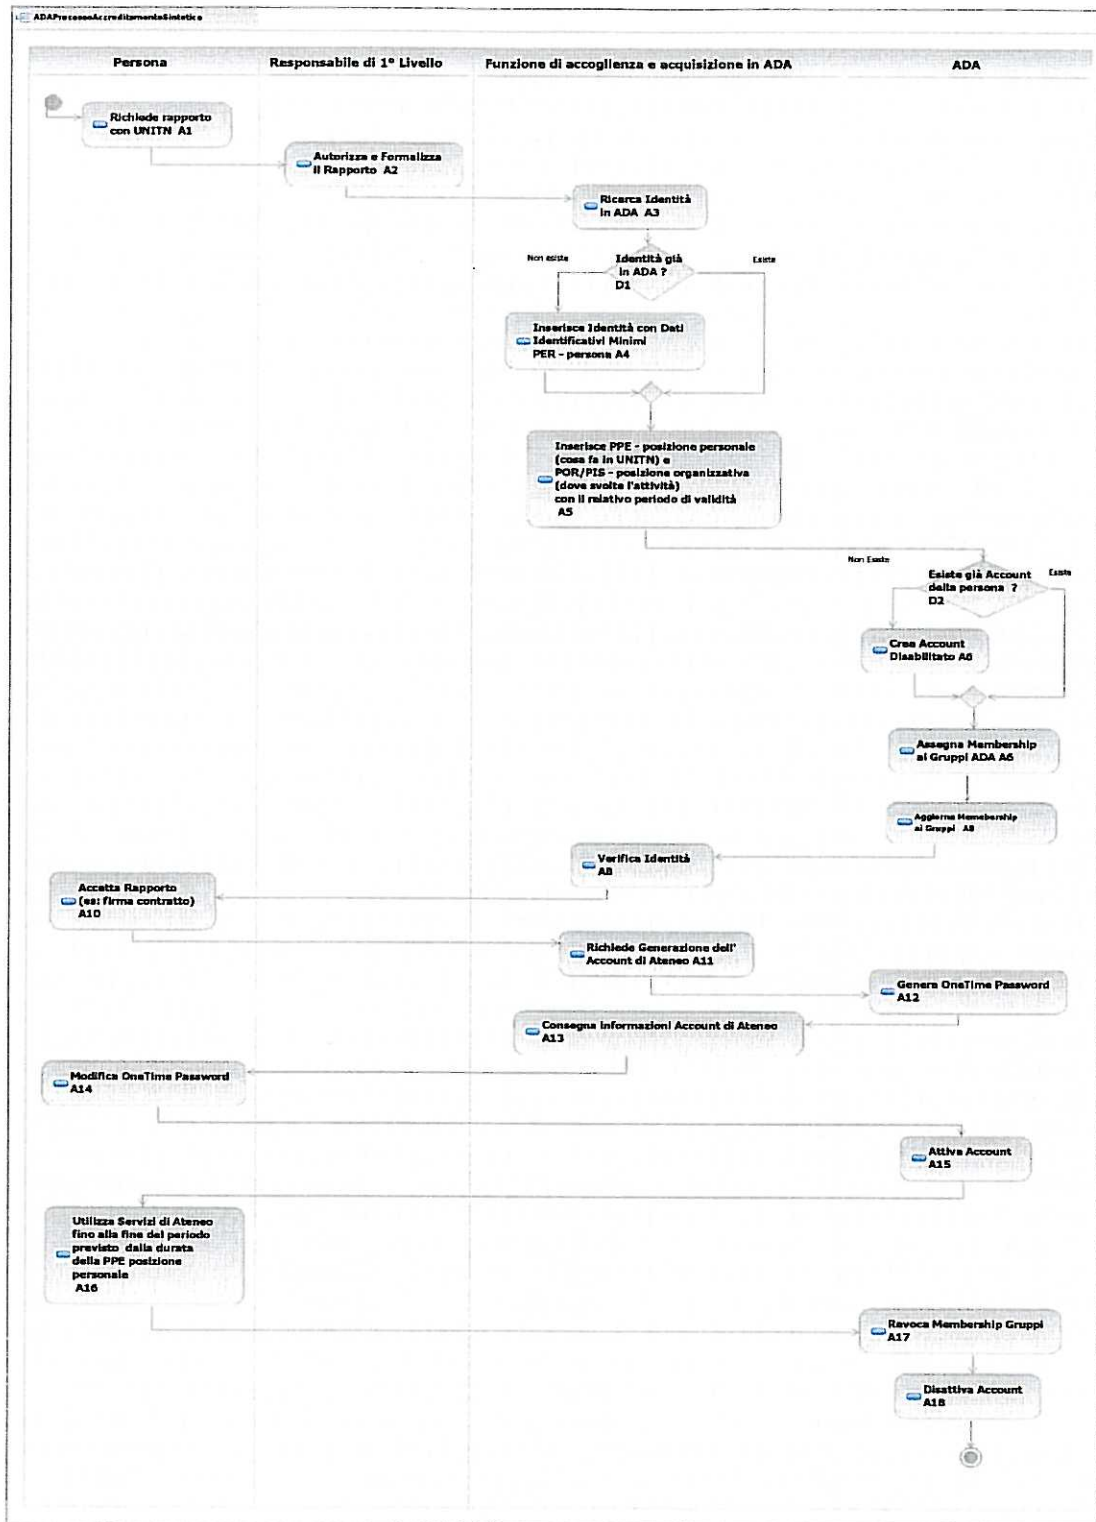 ADAProcessoAccreditamentoSintetico
Persona
Responsabile di 1º Livello
Funzione di accoglienza e acquisizione in ADA
ADA
Richiede rapporto
con UNITN A1
Autorizza e Formalizza
il Rapporto A2
Ricerca Identità
in ADA A3
Non esiste
Identità già
in ADA ?
D1
Esiste
Inserisce Identità con Dati
Identificativi Minimi
PER - persona A4
Inserisce PPE - posizione personale
(cosa fa in UNITN) e
POR/PIS - posizione organizzativa
(dove svolte l'attività)
con il relativo periodo di validità
A5
Non Esiste
Esiste già Account
della persona ?
D2
Esiste
Crea Account
Disabilitato A6
Assegna Membership
ai Gruppi ADA A6
Aggiorna Memebership
ai Gruppi A8
Verifica Identità
A8
Accetta Rapporto
(es: firma contratto)
A10
Richiede Generazione dell'
Account di Ateneo A11
Genera OneTime Password
A12
Consegna Informazioni Account di Ateneo
A13
Modifica OneTime Password
A14
Attiva Account
A15
Utilizza Servizi di Ateneo
fino alla fine del periodo
previsto dalla durata
della PPE posizione
personale
A16
Revoca Membership Gruppi
A17
Disattiva Account
A18